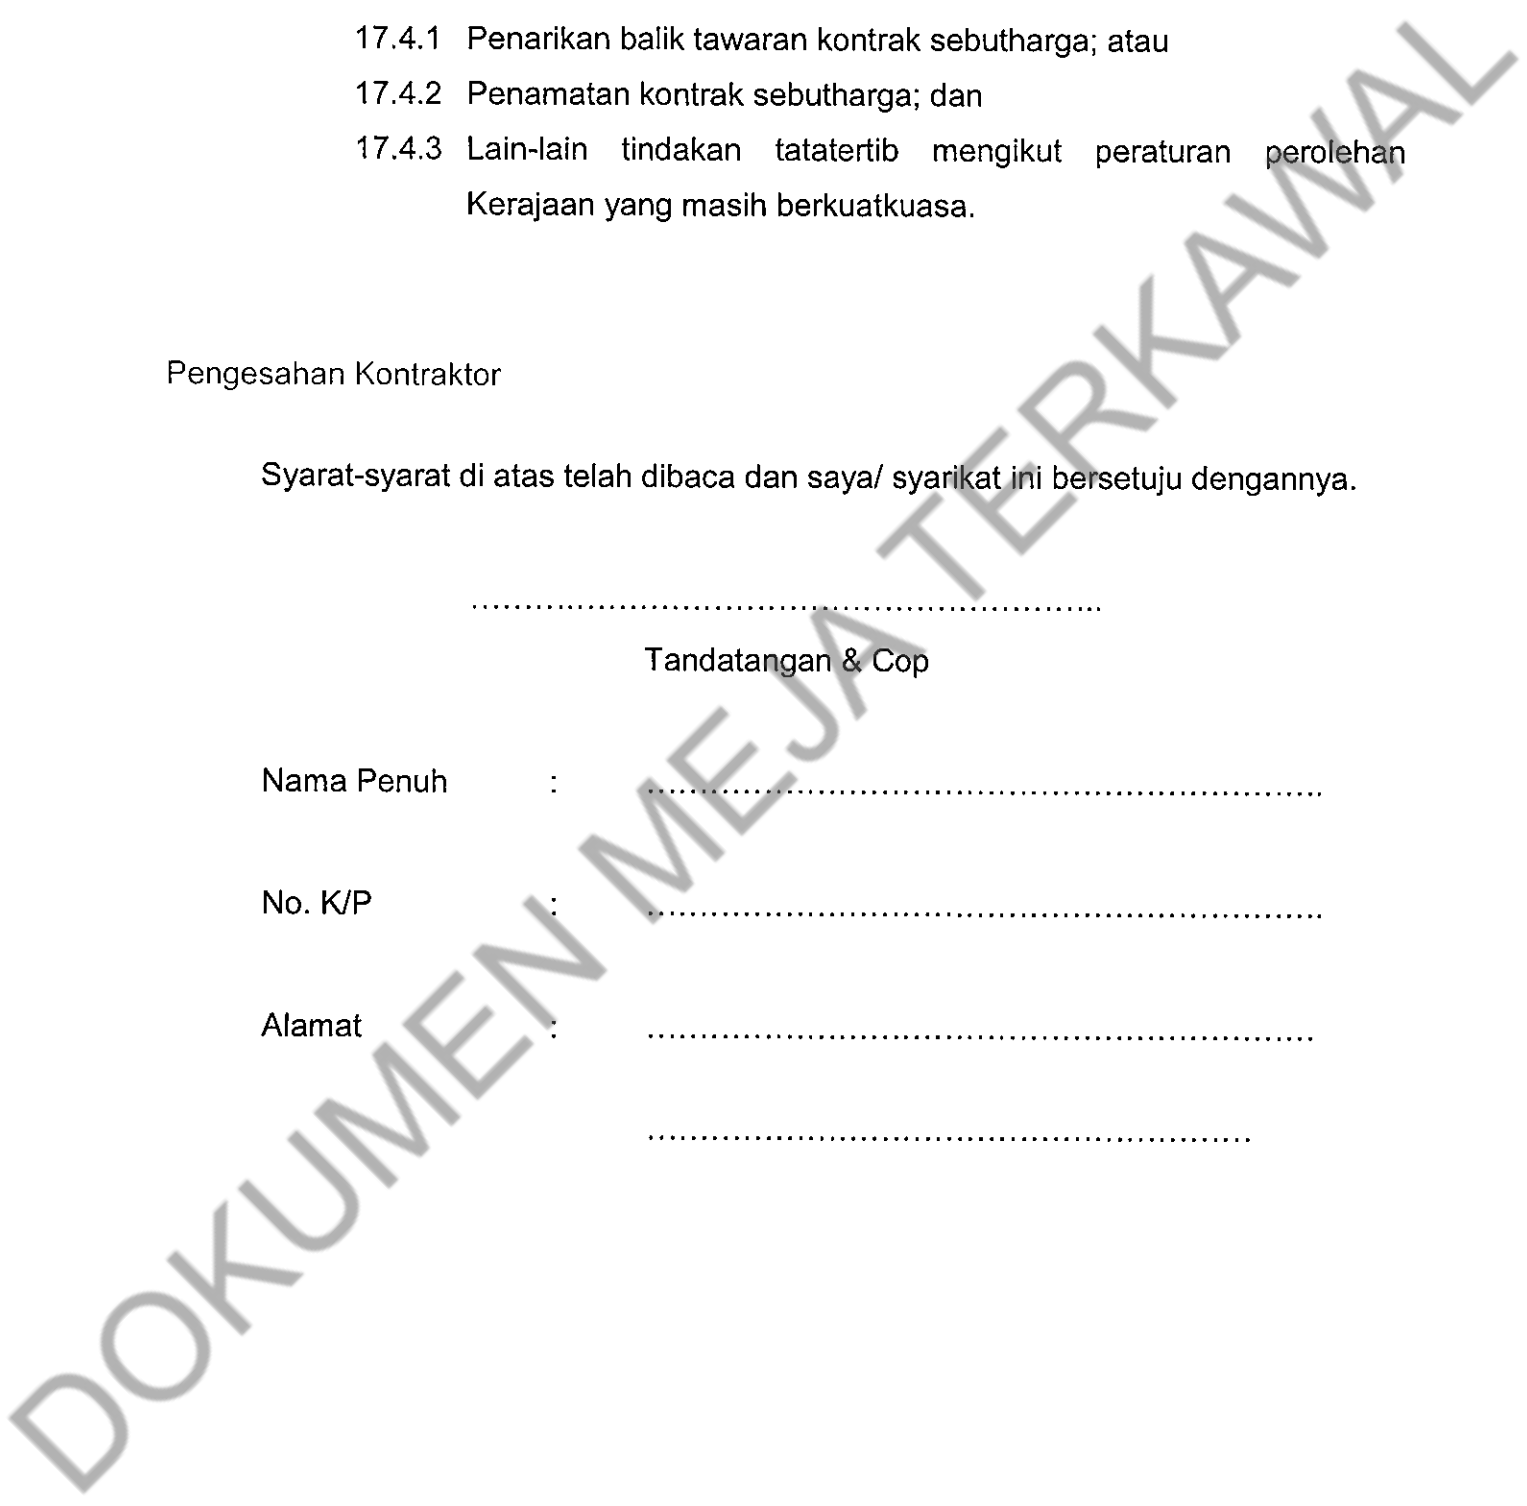 17.4.1 Penarikan balik tawaran kontrak sebutharga; atau
17.4.2 Penamatan kontrak sebutharga; dan
17.4.3 Lain-lain tindakan tatatertib mengikut peraturan perolehan
Kerajaan yang masih berkuatkuasa.
Pengesahan Kontraktor
Syarat-syarat di atas telah dibaca dan saya/ syarikat ini bersetuju dengannya.
............................................................
Tandatangan & Cop
Nama Penuh : ................................................................
No. K/P : ................................................................
Alamat : ...............................................................
.........................................................
DOKUMEN MEJA TERKAWAL